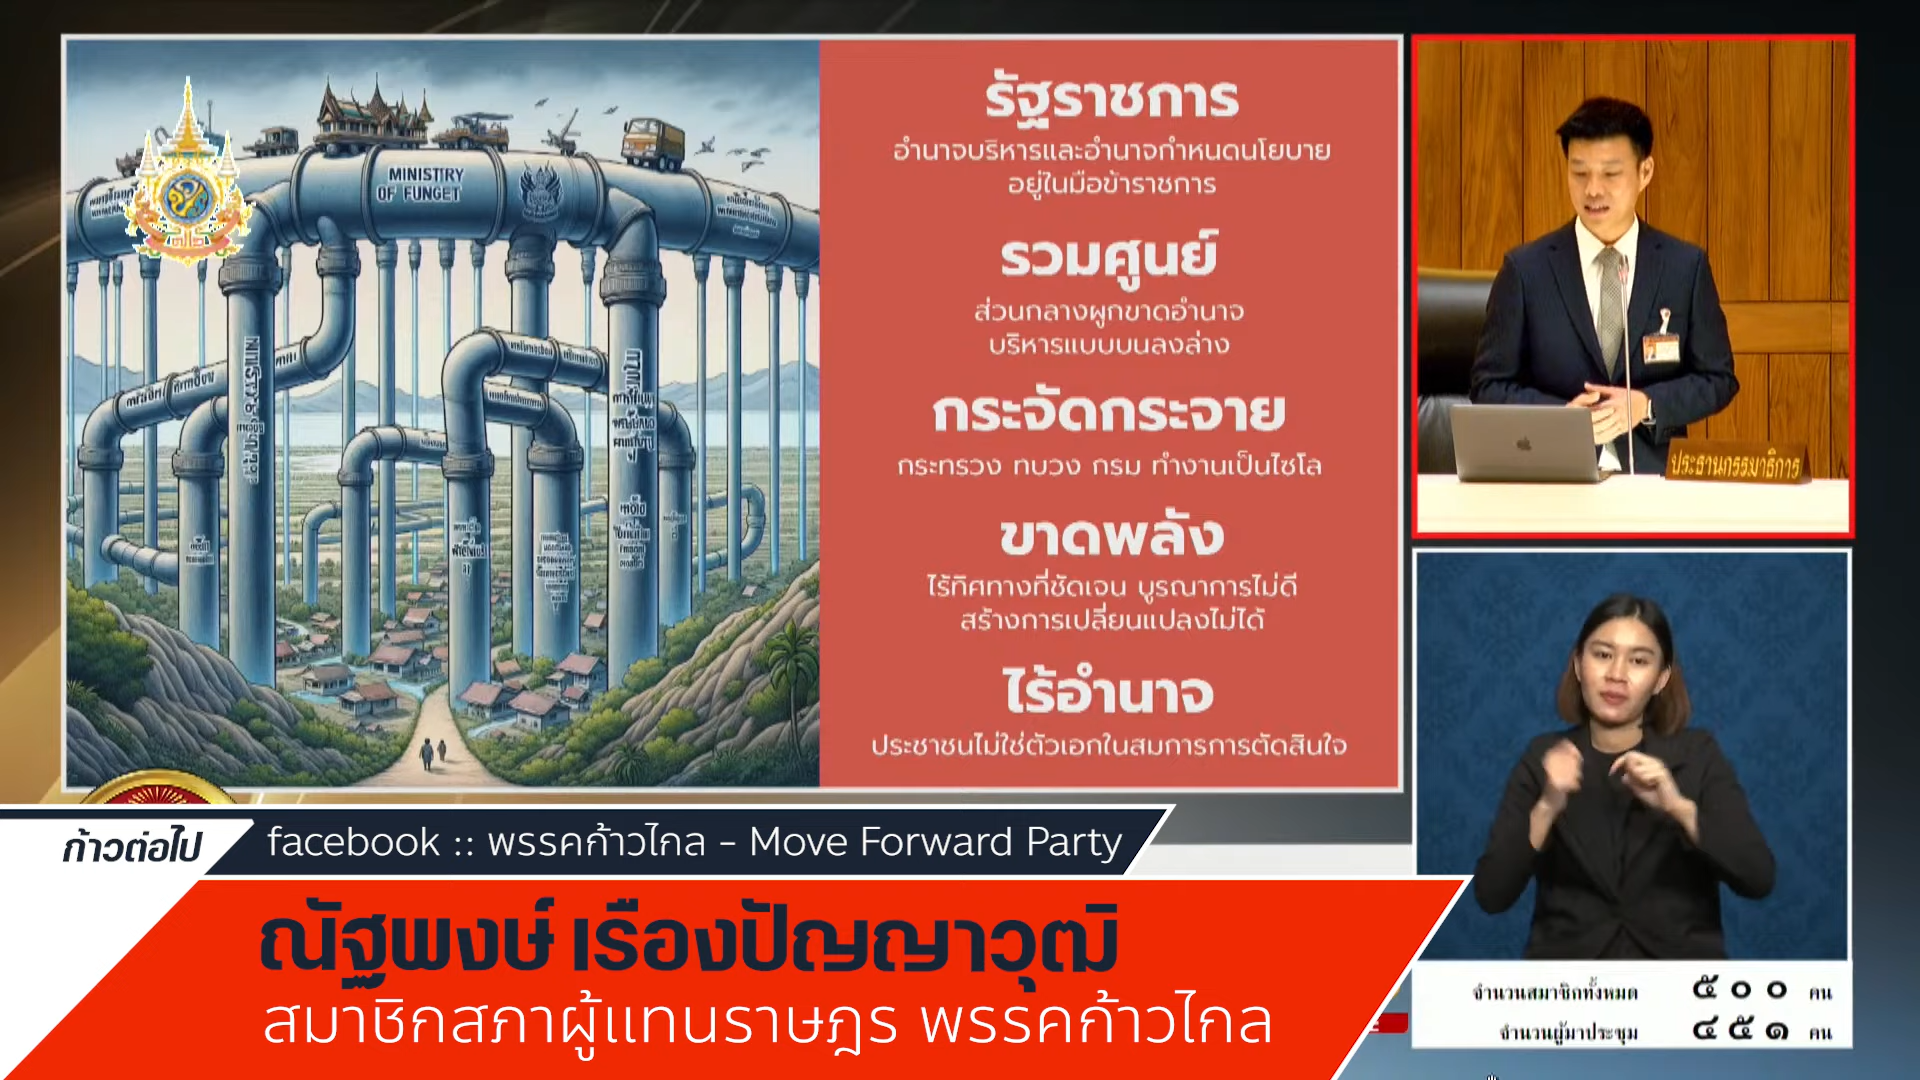 MINISTRY
OF FUNGET
รัฐราชการ
อำนาจบริหารและอำนาจกำหนดนโยบาย
อยู่ในมือข้าราชการ
รวมศูนย์
ส่วนกลางผูกขาดอำนาจ
บริหารแบบบนลงล่าง
กระจัดกระจาย
กระทรวง ทบวง กรม ทำงานเป็นไซโล
ขาดพลัง
ไร้ทิศทางที่ชัดเจน บูรณาการไม่ดี
สร้างการเปลี่ยนแปลงไม่ได้
ไร้อำนาจ
ประชาชนไม่ใช่ตัวเอกในสมการการตัดสินใจ
ประธานกรรมาธิการ
ก้าวต่อไป
facebook :: พรรคก้าวไกล - Move Forward Party
ณัฐพงษ์ เรืองปัญญาวุฒิ
สมาชิกสภาผู้แทนราษฎร พรรคก้าวไกล
จำนวนสมาชิกทั้งหมด ๕๐๐ คน
จำนวนผู้มาประชุม ๔๕๑ คน